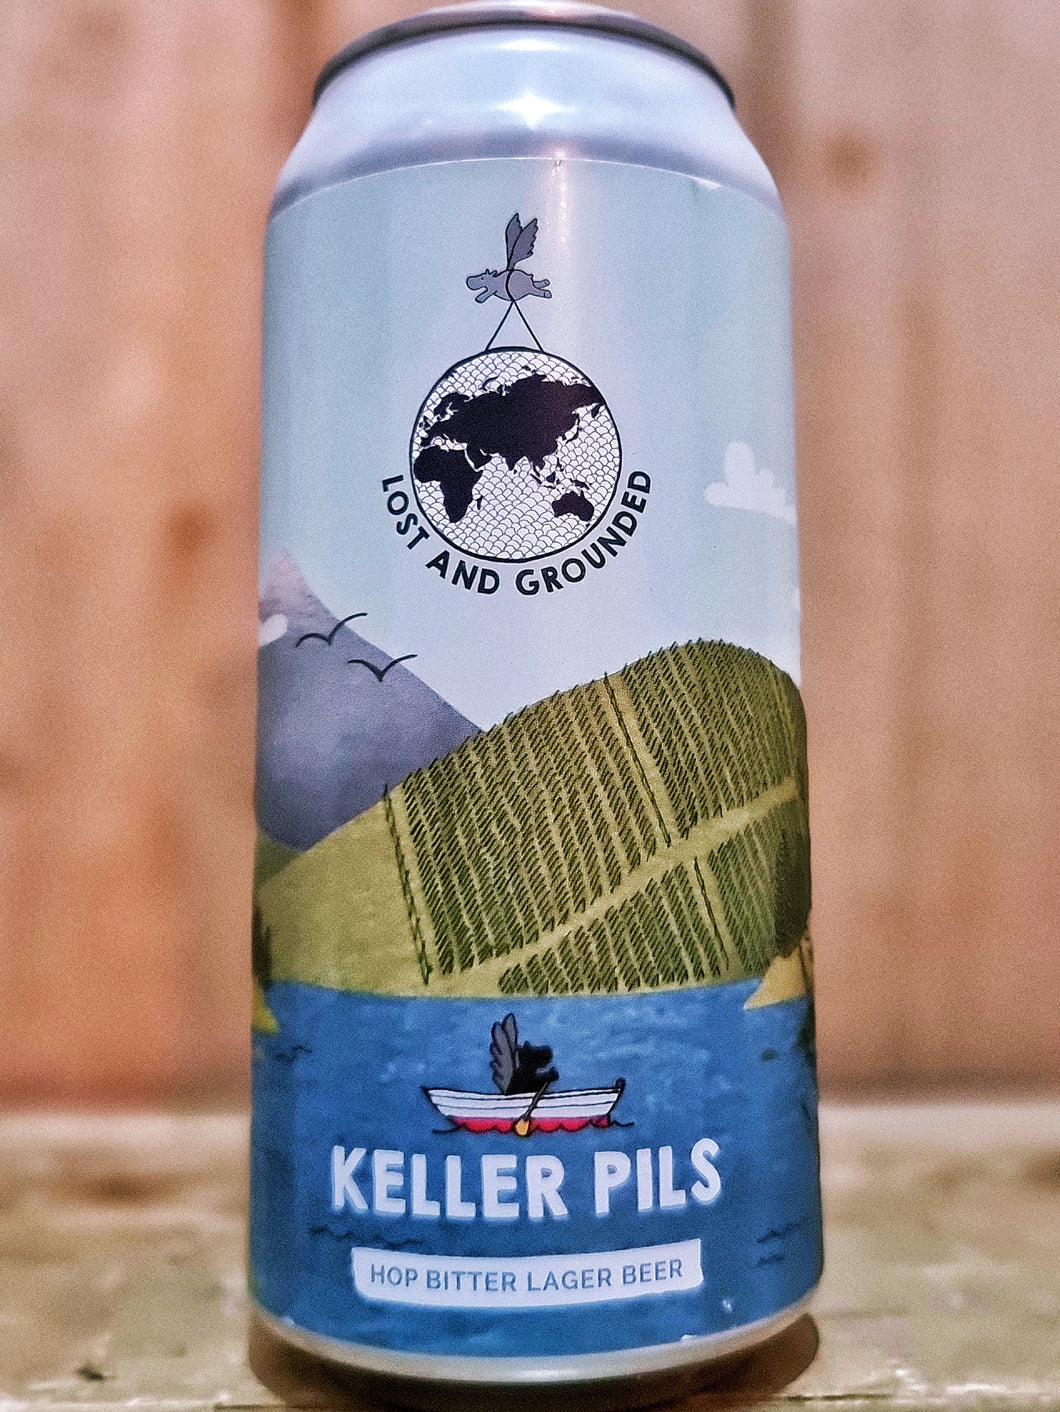 LOST AND GROUNDED
KELLER PILS
HOP BITTER LAGER BEER